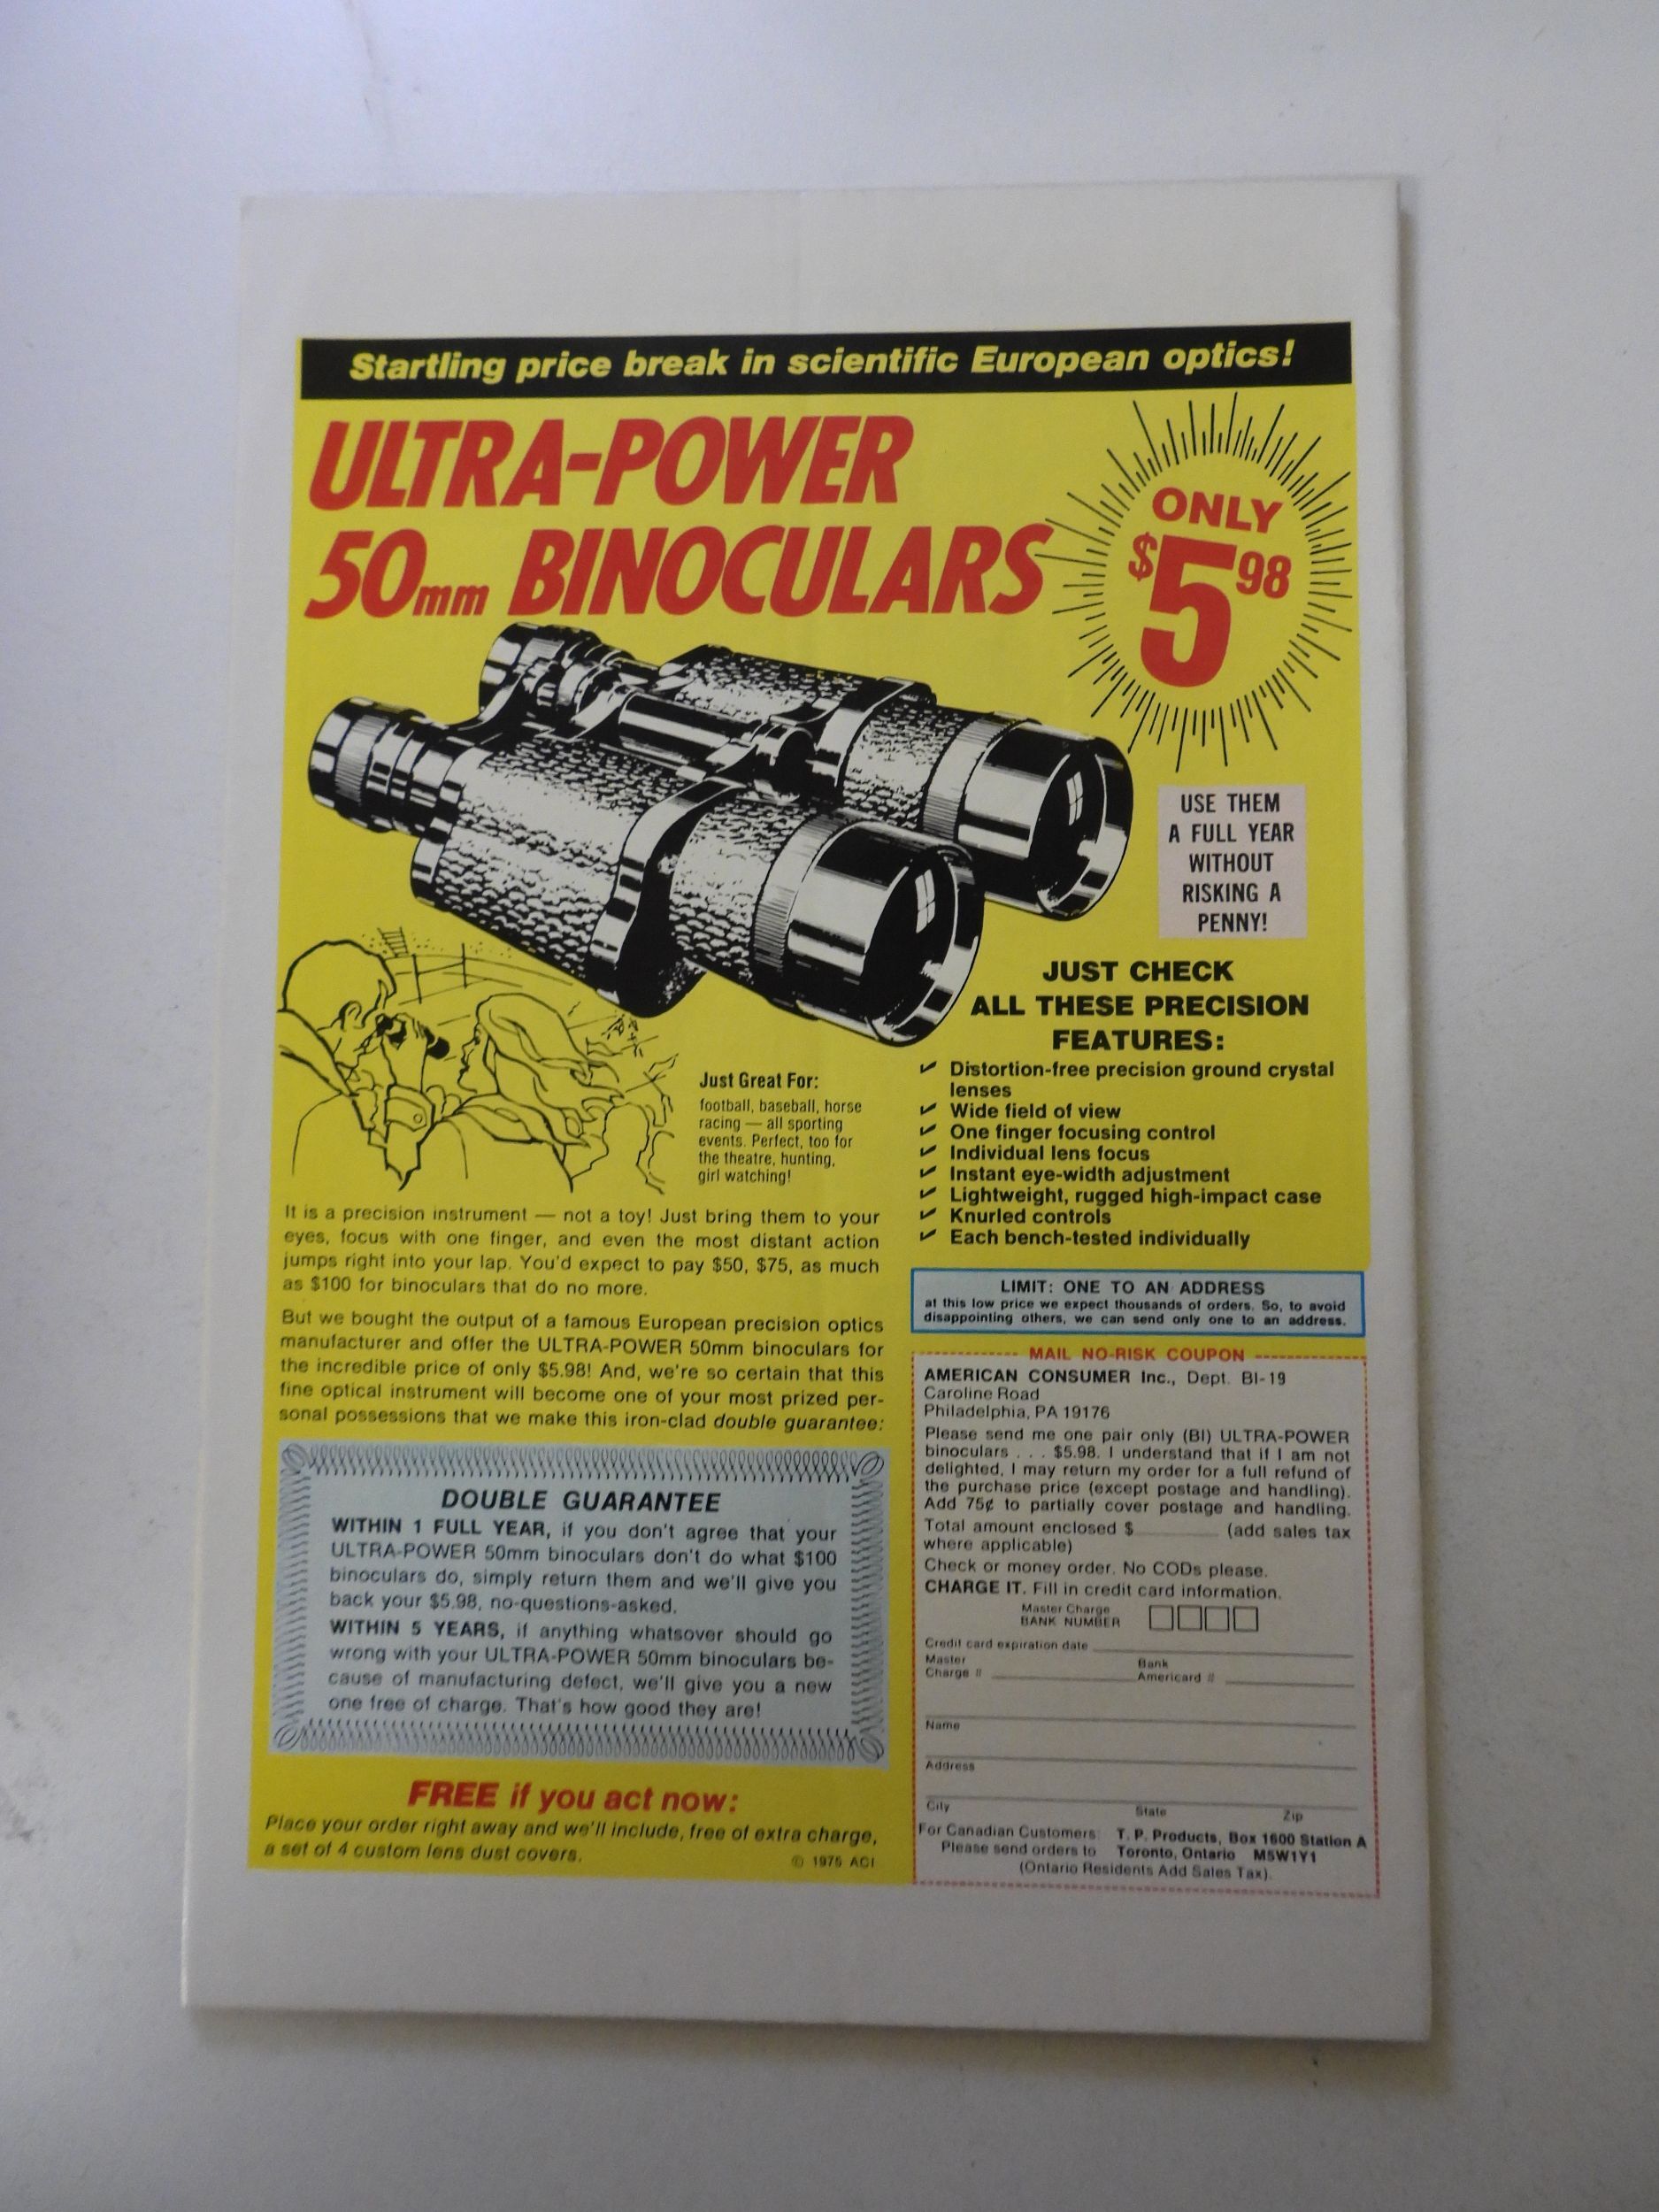 Startling price break in scientific European optics!
ULTRA-POWER
50mm BINOCULARS
ONLY
$5 98
USE THEM
A FULL YEAR
WITHOUT
RISKING A
PENNY!
JUST CHECK
ALL THESE PRECISION
FEATURES:
✓ Distortion-free precision ground crystal
lenses
✓ Wide field of view
✓ One finger focusing control
✓ Individual lens focus
✓ Instant eye-width adjustment
✓ Lightweight, rugged high-impact case
✓ Knurled controls
✓ Each bench-tested individually
Just Great For:
football, baseball, horse
racing — all sporting
events. Perfect, too for
the theatre, hunting,
girl watching!
It is a precision instrument — not a toy! Just bring them to your
eyes, focus with one finger, and even the most distant action
jumps right into your lap. You'd expect to pay $50, $75, as much
as $100 for binoculars that do no more.
But we bought the output of a famous European precision optics
manufacturer and offer the ULTRA-POWER 50mm binoculars for
the incredible price of only $5.98! And, we're so certain that this
fine optical instrument will become one of your most prized per-
sonal possessions that we make this iron-clad double guarantee:
DOUBLE GUARANTEE
WITHIN 1 FULL YEAR, if you don't agree that your
ULTRA-POWER 50mm binoculars don't do what $100
binoculars do, simply return them and we'll give you
back your $5.98, no-questions-asked.
WITHIN 5 YEARS, if anything whatsover should go
wrong with your ULTRA-POWER 50mm binoculars be-
cause of manufacturing defect, we'll give you a new
one free of charge. That's how good they are!
FREE if you act now:
Place your order right away and we'll include, free of extra charge,
a set of 4 custom lens dust covers.
© 1975 ACI
LIMIT: ONE TO AN ADDRESS
at this low price we expect thousands of orders. So, to avoid
disappointing others, we can send only one to an address.
MAIL NO-RISK COUPON
AMERICAN CONSUMER Inc., Dept. BI-19
Caroline Road
Philadelphia, PA 19176
Please send me one pair only (BI) ULTRA-POWER
binoculars . . . $5.98. I understand that if I am not
delighted, I may return my order for a full refund of
the purchase price (except postage and handling).
Add 75¢ to partially cover postage and handling.
Total amount enclosed $________ (add sales tax
where applicable)
Check or money order. No CODs please.
CHARGE IT. Fill in credit card information.
Master Charge
BANK NUMBER
Credit card expiration date
Master Charge #
Bank Americard #
Name
Address
City State Zip
For Canadian Customers T. P. Products, Box 1600 Station A
Please send orders to Toronto, Ontario M5W1Y1
(Ontario Residents Add Sales Tax).